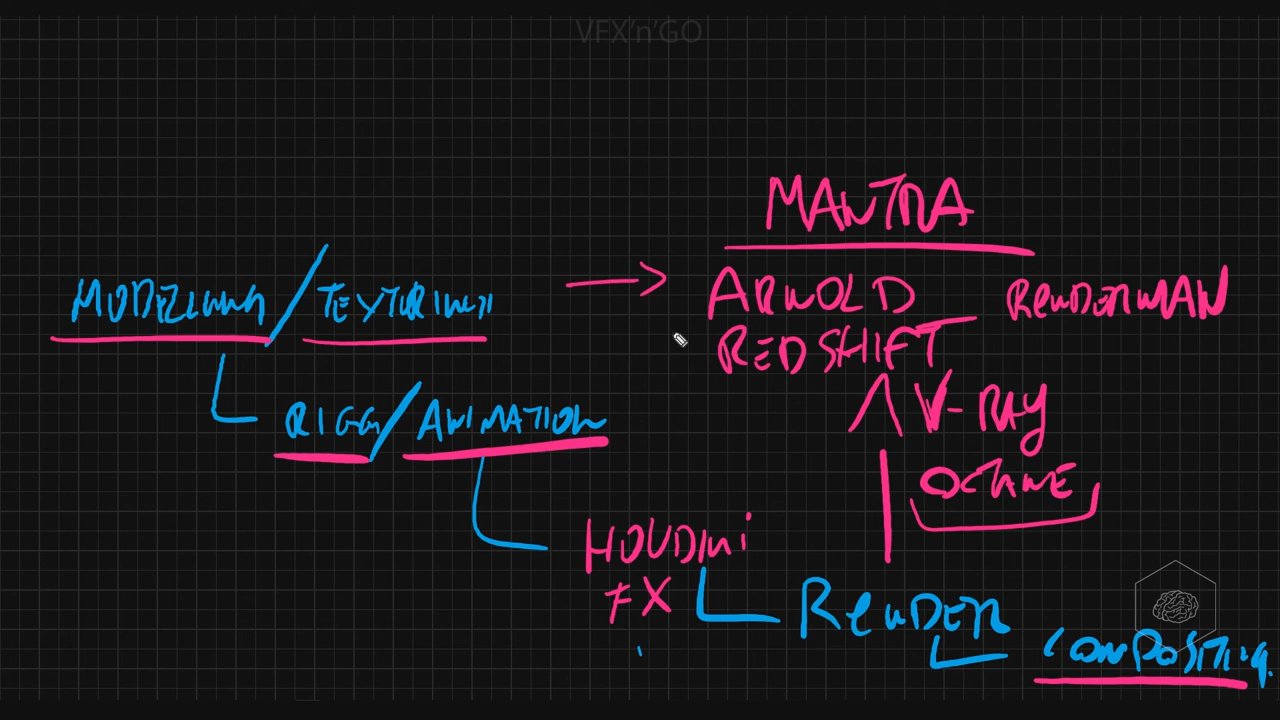 VFX'n'GO
MANTRA
MODELING / TEXTURING
ARNOLD RENDERMAN
REDSHIFT
RIGG / ANIMATION
V-RAY
OCTANE
HOUDINI
FX
RENDER
COMPOSITING.